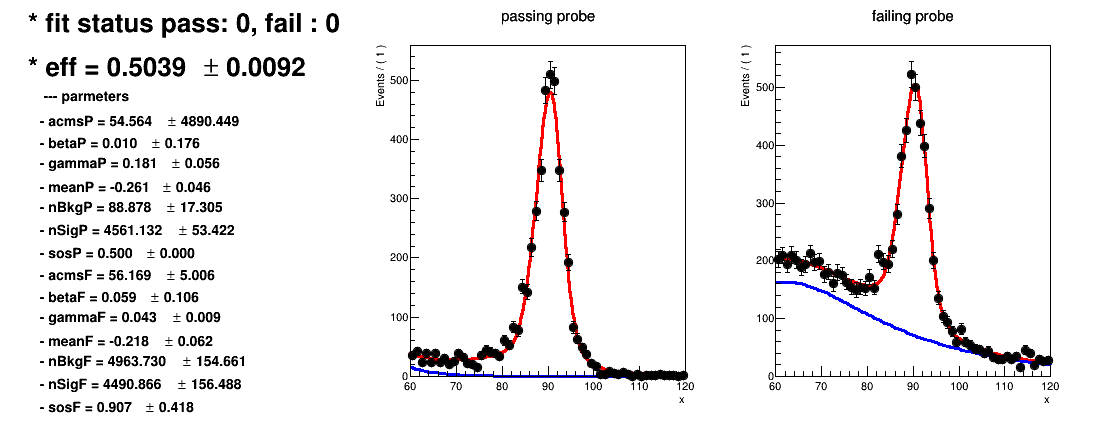 * fit status pass: 0, fail : 0
* eff = 0.5039 ± 0.0092
--- parmeters
- acmsP = 54.564 ± 4890.449
- betaP = 0.010 ± 0.176
- gammaP = 0.181 ± 0.056
- meanP = -0.261 ± 0.046
- nBkgP = 88.878 ± 17.305
- nSigP = 4561.132 ± 53.422
- sosP = 0.500 ± 0.000
- acmsF = 56.169 ± 5.006
- betaF = 0.059 ± 0.106
- gammaF = 0.043 ± 0.009
- meanF = -0.218 ± 0.062
- nBkgF = 4963.730 ± 154.661
- nSigF = 4490.866 ± 156.488
- sosF = 0.907 ± 0.418
passing probe
Events / ( 1 )
500
400
300
200
100
0
60 70 80 90 100 110 120
x
failing probe
Events / ( 1 )
500
400
300
200
100
0
60 70 80 90 100 110 120
x